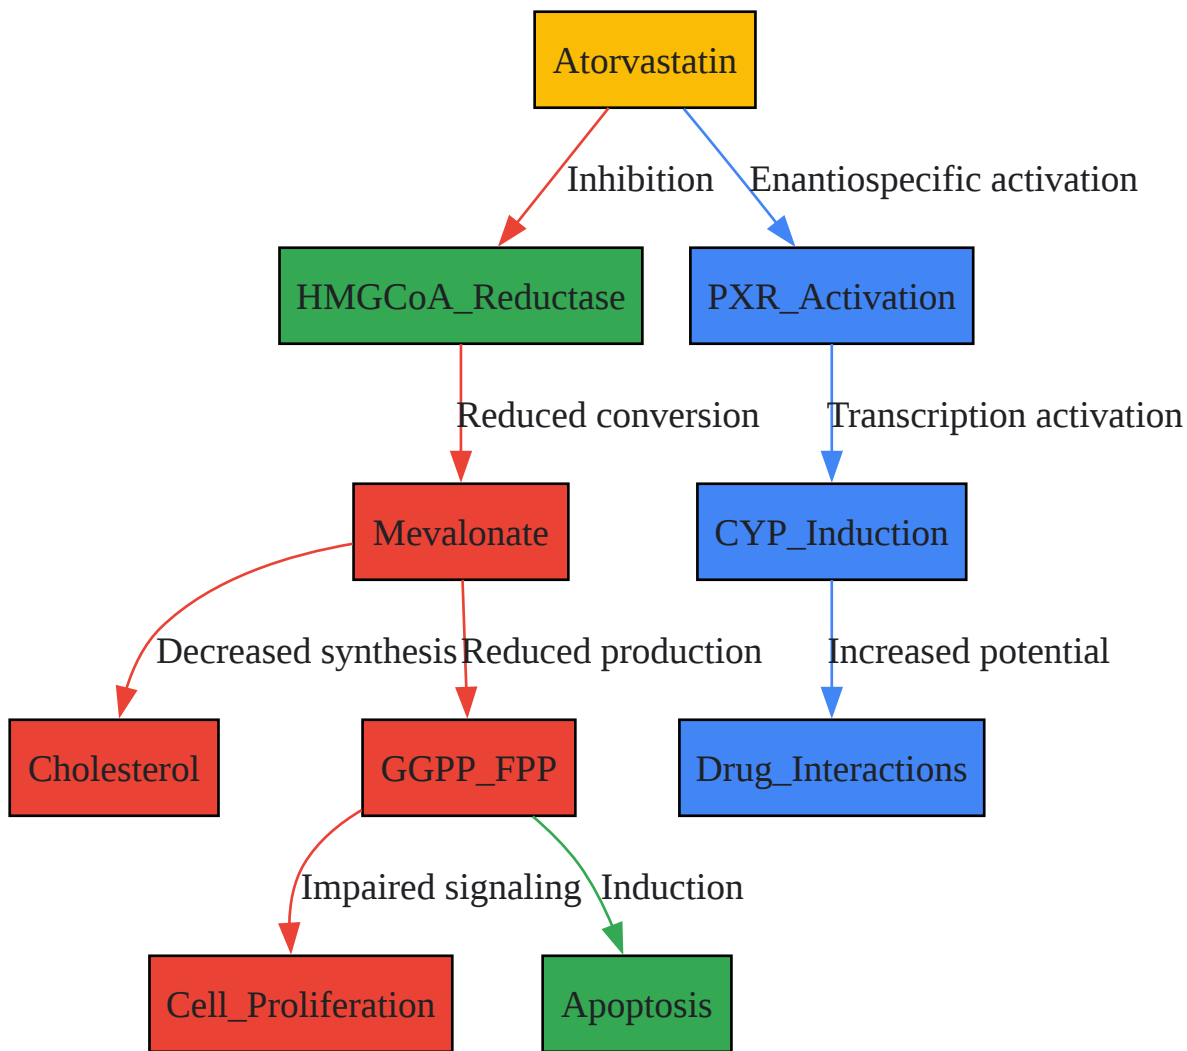 Atorvastatin
Inhibition
Enantiospecific activation
HMGCoA_Reductase
PXR_Activation
Reduced conversion
Transcription activation
Mevalonate
CYP_Induction
Decreased synthesis
Reduced production
Increased potential
Cholesterol
GGPP_FPP
Drug_Interactions
Impaired signaling
Induction
Cell_Proliferation
Apoptosis